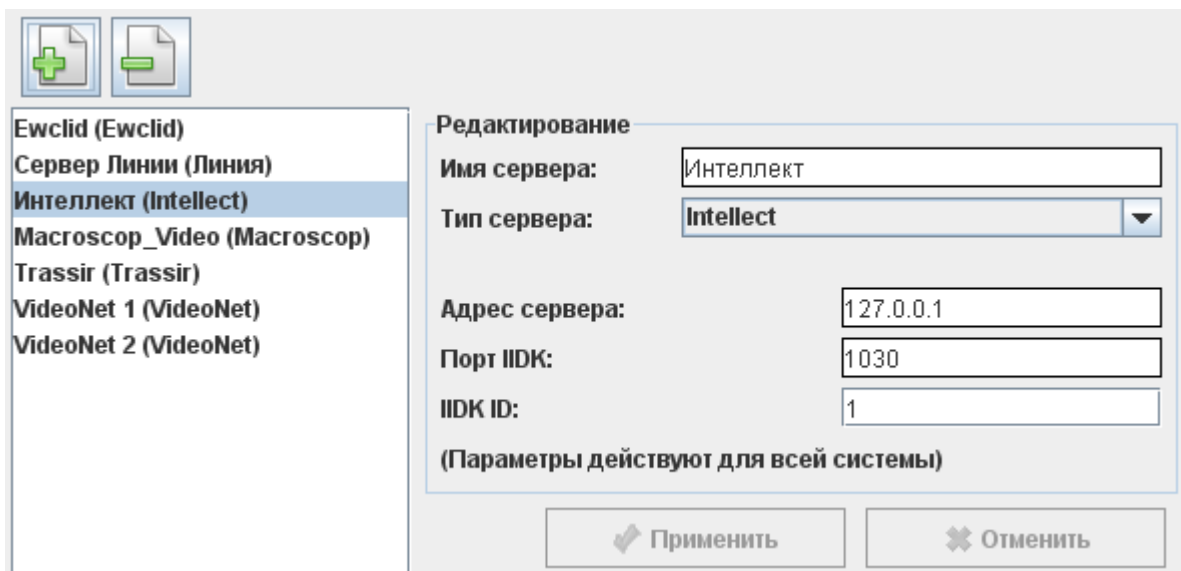 Ewclid (Ewclid)
Сервер Линии (Линия)
Интеллект (Intellect)
Macroscop_Video (Macroscop)
Trassir (Trassir)
VideoNet 1 (VideoNet)
VideoNet 2 (VideoNet)
Редактирование
Имя сервера: Интеллект
Тип сервера: Intellect
Адрес сервера: 127.0.0.1
Порт IIDK: 1030
IIDK ID: 1
(Параметры действуют для всей системы)
Применить Отменить